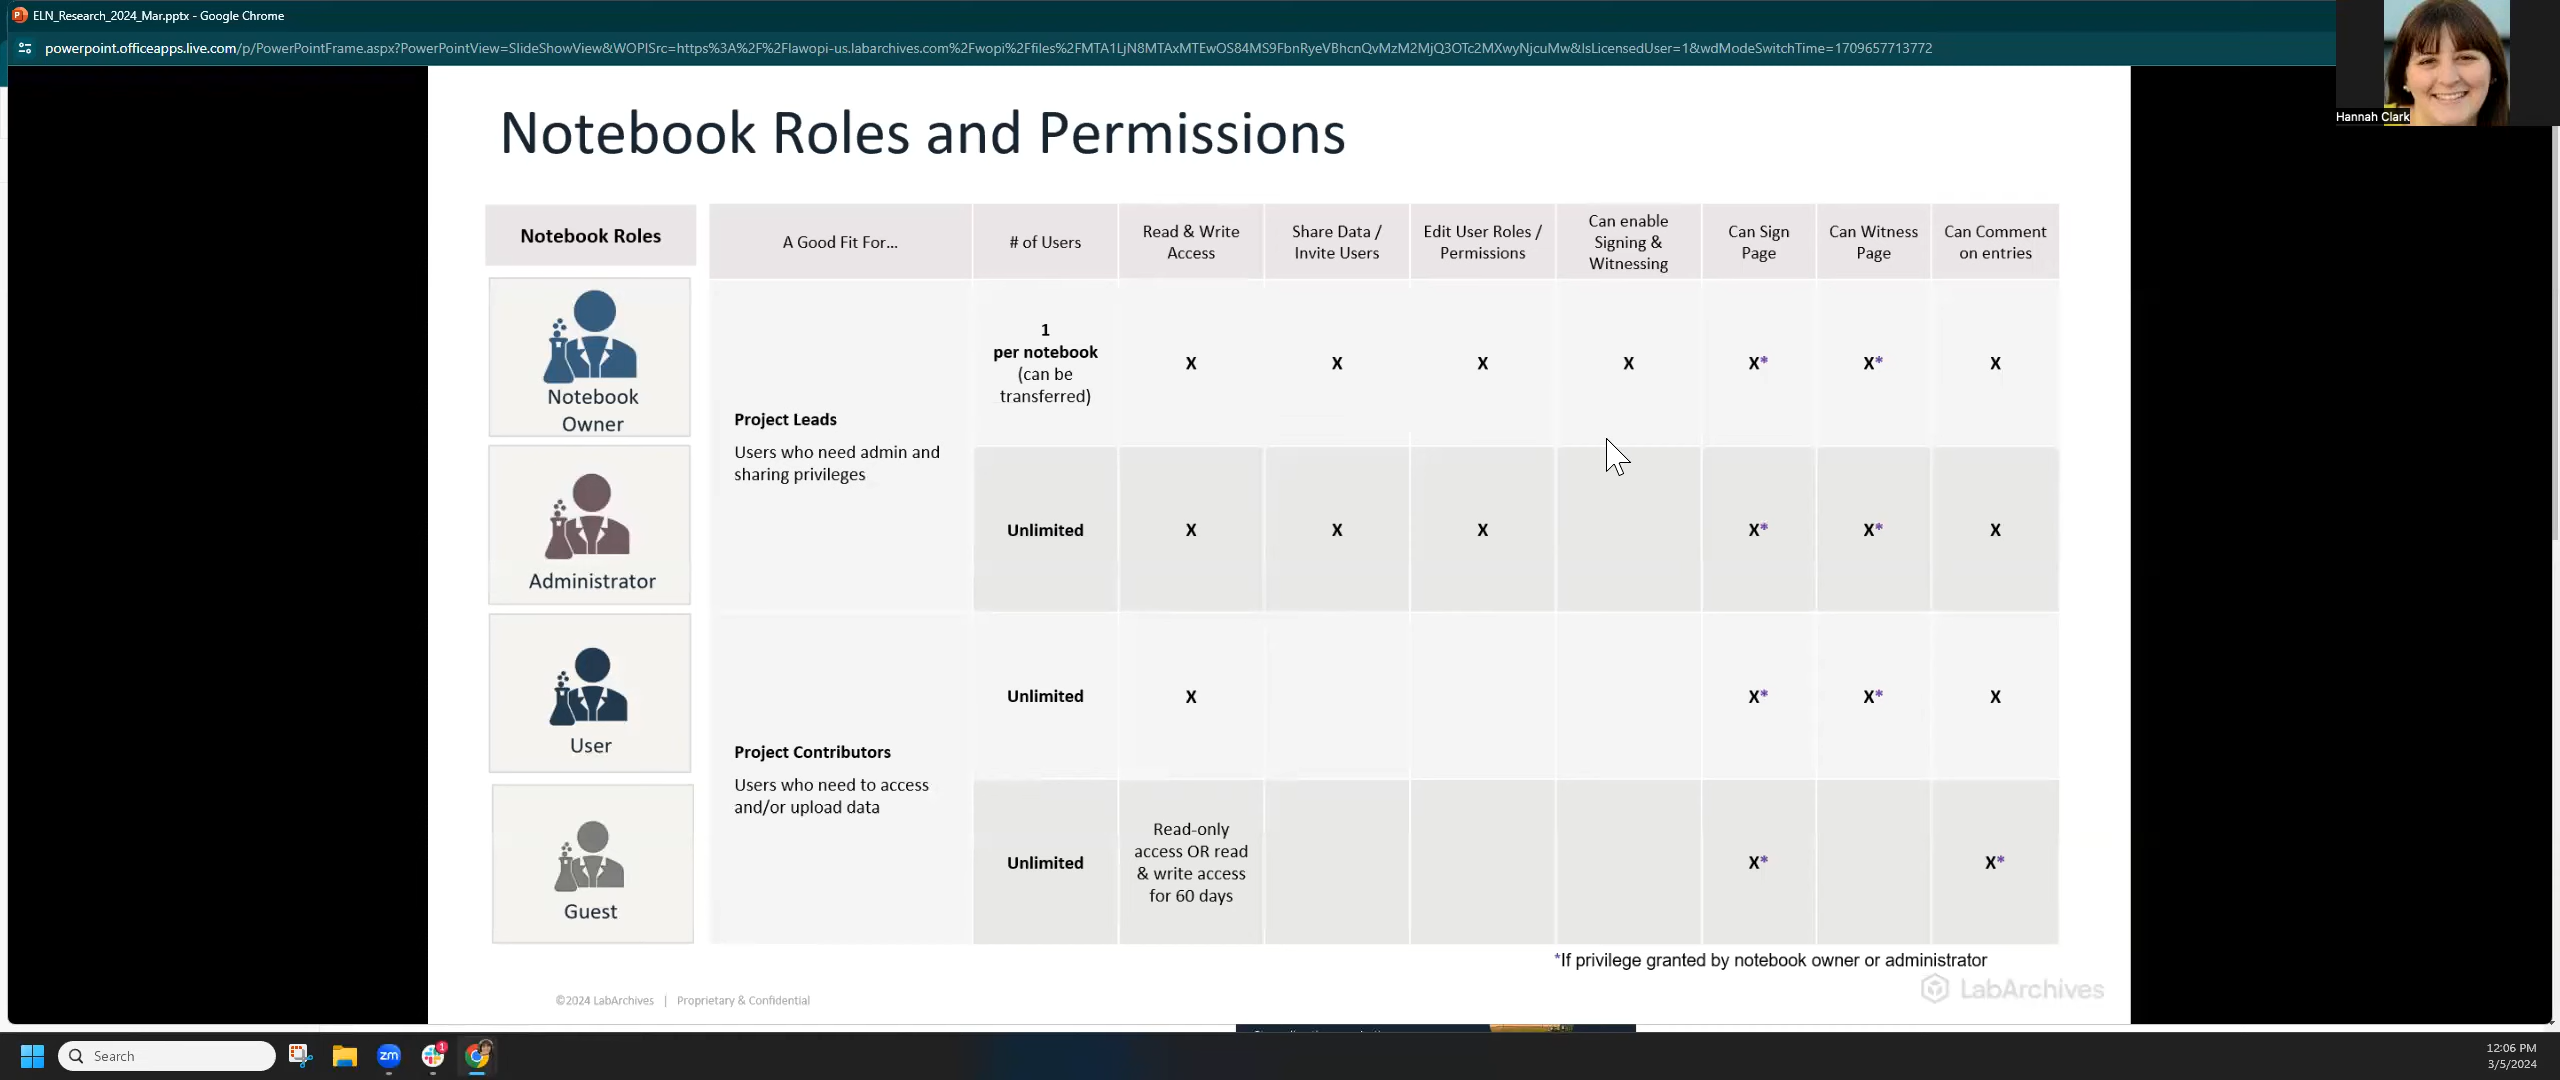 ELN_Research_2024_Mar.pptx - Google Chrome
powerpoint.officeapps.live.com/p/PowerPointFrame.aspx?PowerPointView=SlideShowView&WOPISrc=https%3A%2F%2Flawopi-us.labarchives.com%2Fwopi%2Ffiles%2FMTA1LjN8MTAxMTEwOS84MS9FbnRyeVBhcnQvMzM2MjQ3OTc2MXwyNjcuMw&IsLicensedUser=1&wdModeSwitchTime=1709657713772
Hannah Clark
Notebook Roles and Permissions
Notebook Roles
A Good Fit For...
# of Users
Read & Write
Access
Share Data /
Invite Users
Edit User Roles /
Permissions
Can enable
Signing &
Witnessing
Can Sign
Page
Can Witness
Page
Can Comment
on entries
Notebook
Owner
Project Leads
Users who need admin and
sharing privileges
1
per notebook
(can be
transferred)
X
X
X
X
X*
X*
X
Administrator
Unlimited
X
X
X
X*
X*
X
User
Project Contributors
Users who need to access
and/or upload data
Unlimited
X
X*
X*
X
Guest
Unlimited
Read-only
access OR read
& write access
for 60 days
X*
X*
*If privilege granted by notebook owner or administrator
©2024 LabArchives | Proprietary & Confidential
LabArchives
Search
zm
1
12:06 PM
3/5/2024